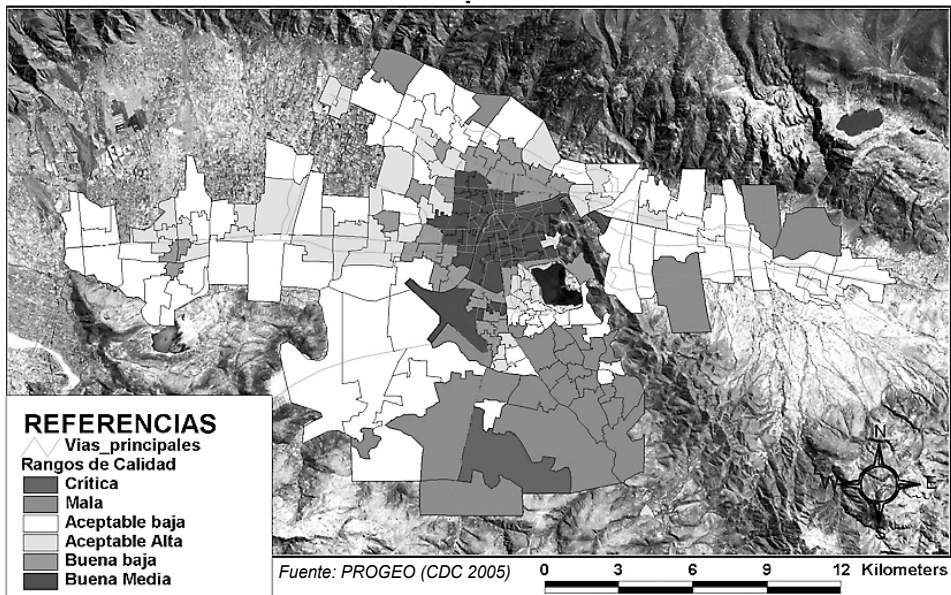 REFERENCIAS
Vias_principales
Rangos de Calidad
Crítica
Mala
Aceptable baja
Aceptable Alta
Buena baja
Buena Media
Fuente: PROGEO (CDC 2005)
0 3 6 9 12 Kilometers
N
W E
S